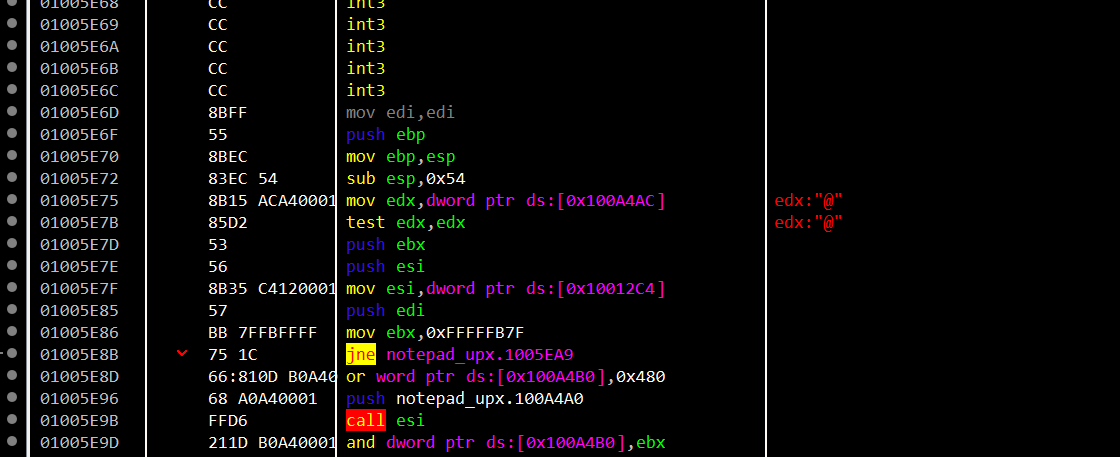 01005E68 CC int3
01005E69 CC int3
01005E6A CC int3
01005E6B CC int3
01005E6C CC int3
01005E6D 8BFF mov edi,edi
01005E6F 55 push ebp
01005E70 8BEC mov ebp,esp
01005E72 83EC 54 sub esp,0x54
01005E75 8B15 ACA40001 mov edx,dword ptr ds:[0x100A4AC] edx:"@"
01005E7B 85D2 test edx,edx edx:"@"
01005E7D 53 push ebx
01005E7E 56 push esi
01005E7F 8B35 C4120001 mov esi,dword ptr ds:[0x10012C4]
01005E85 57 push edi
01005E86 BB 7FFBFFFF mov ebx,0xFFFFFB7F
01005E8B 75 1C jne notepad_upx.1005EA9
01005E8D 66:810D B0A40 or word ptr ds:[0x100A4B0],0x480
01005E96 68 A0A40001 push notepad_upx.100A4A0
01005E9B FFD6 call esi
01005E9D 211D B0A40001 and dword ptr ds:[0x100A4B0],ebx